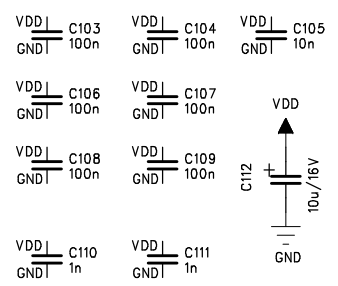 VDD C103
GND 100n
VDD C104
GND 100n
VDD C105
GND 10n
VDD C106
GND 100n
VDD C107
GND 100n
VDD C108
GND 100n
VDD C109
GND 100n
VDD C110
GND 1n
VDD C111
GND 1n
VDD
C112
+
10u/16V
GND